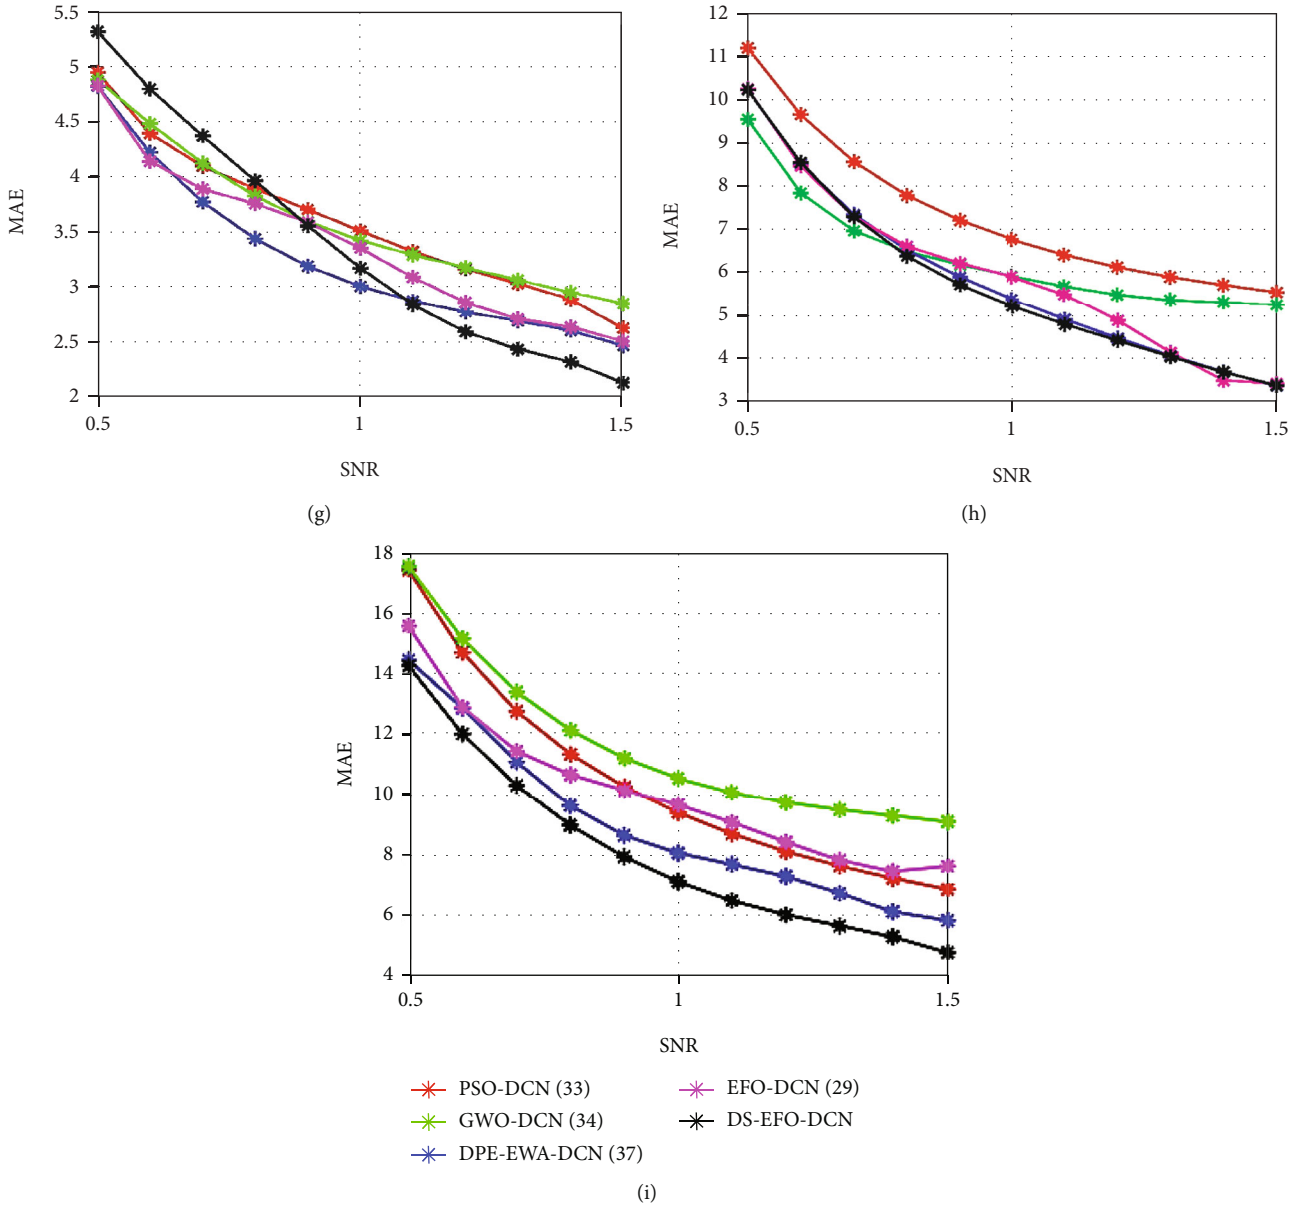 5.5
5
4.5
4
3.5
3
2.5
2
MAE
0.5
1
1.5
SNR
(g)
12
11
10
9
8
7
6
5
4
3
MAE
0.5
1
1.5
SNR
(h)
18
16
14
12
10
8
6
4
MAE
0.5
1
1.5
SNR
PSO-DCN (33)
GWO-DCN (34)
DPE-EWA-DCN (37)
EFO-DCN (29)
DS-EFO-DCN
(i)